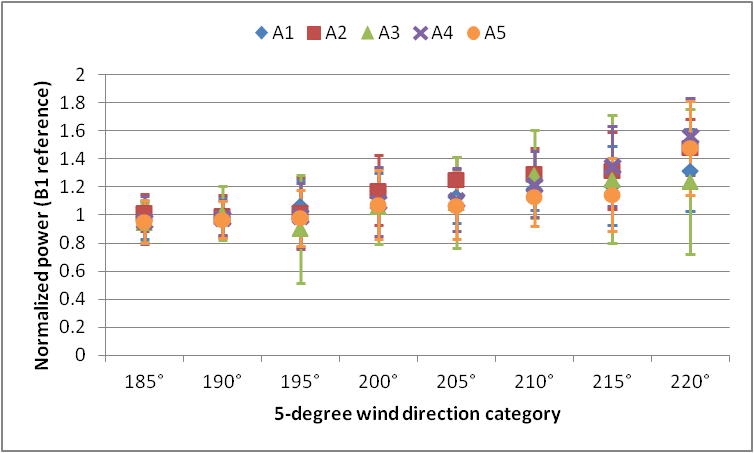 A1 A2 A3 A4 A5
Normalized power (B1 reference)
2
1.8
1.6
1.4
1.2
1
0.8
0.6
0.4
0.2
0
185° 190° 195° 200° 205° 210° 215° 220°
5-degree wind direction category